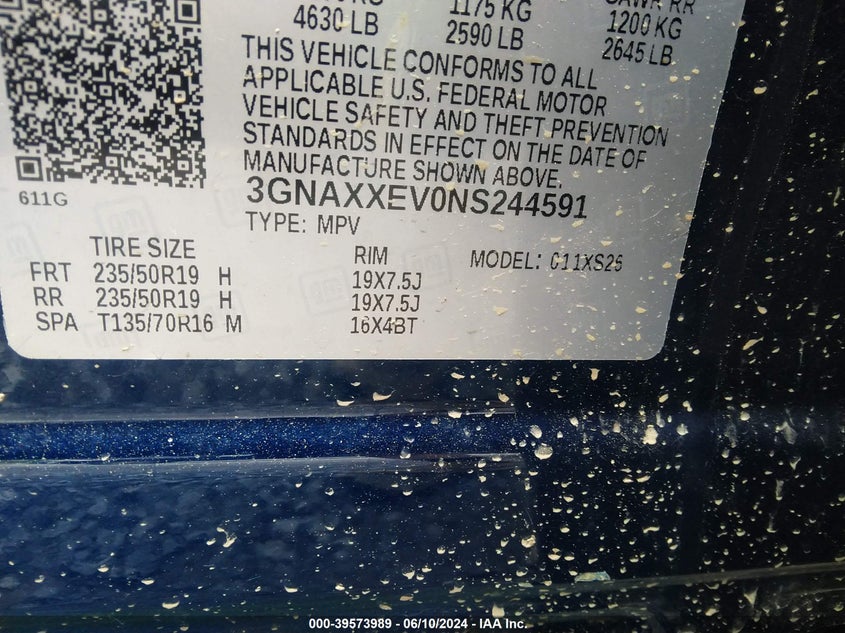 4630 LB 1175 KG 2590 LB GAWR RR 1200 KG 2645 LB
THIS VEHICLE CONFORMS TO ALL
APPLICABLE U.S. FEDERAL MOTOR
VEHICLE SAFETY AND THEFT PREVENTION
STANDARDS IN EFFECT ON THE DATE OF
MANUFACTURE SHOWN ABOVE.
611G
3GNAXXEV0NS244591
TYPE: MPV
TIRE SIZE RIM MODEL: 011XS26
FRT 235/50R19 H 19X7.5J
RR 235/50R19 H 19X7.5J
SPA T135/70R16 M 16X4BT
000-39573989 - 06/10/2024 - IAA Inc.